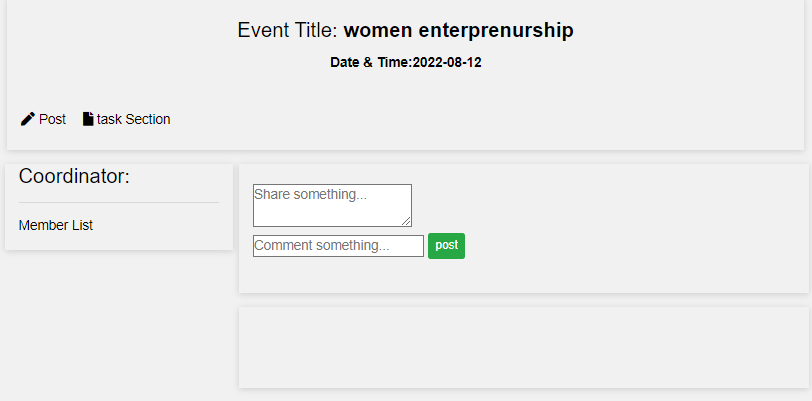 Event Title: women enterprenurship
Date & Time:2022-08-12
Post task Section
Coordinator:
Member List
Share something...
Comment something... post